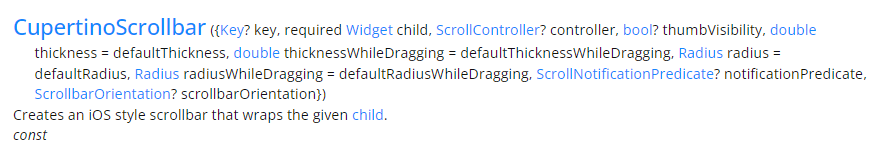 CupertinoScrollbar ({Key? key, required Widget child, ScrollController? controller, bool? thumbVisibility, double
thickness = defaultThickness, double thicknessWhileDragging = defaultThicknessWhileDragging, Radius radius =
defaultRadius, Radius radiusWhileDragging = defaultRadiusWhileDragging, ScrollNotificationPredicate? notificationPredicate,
ScrollbarOrientation? scrollbarOrientation})
Creates an iOS style scrollbar that wraps the given child.
const